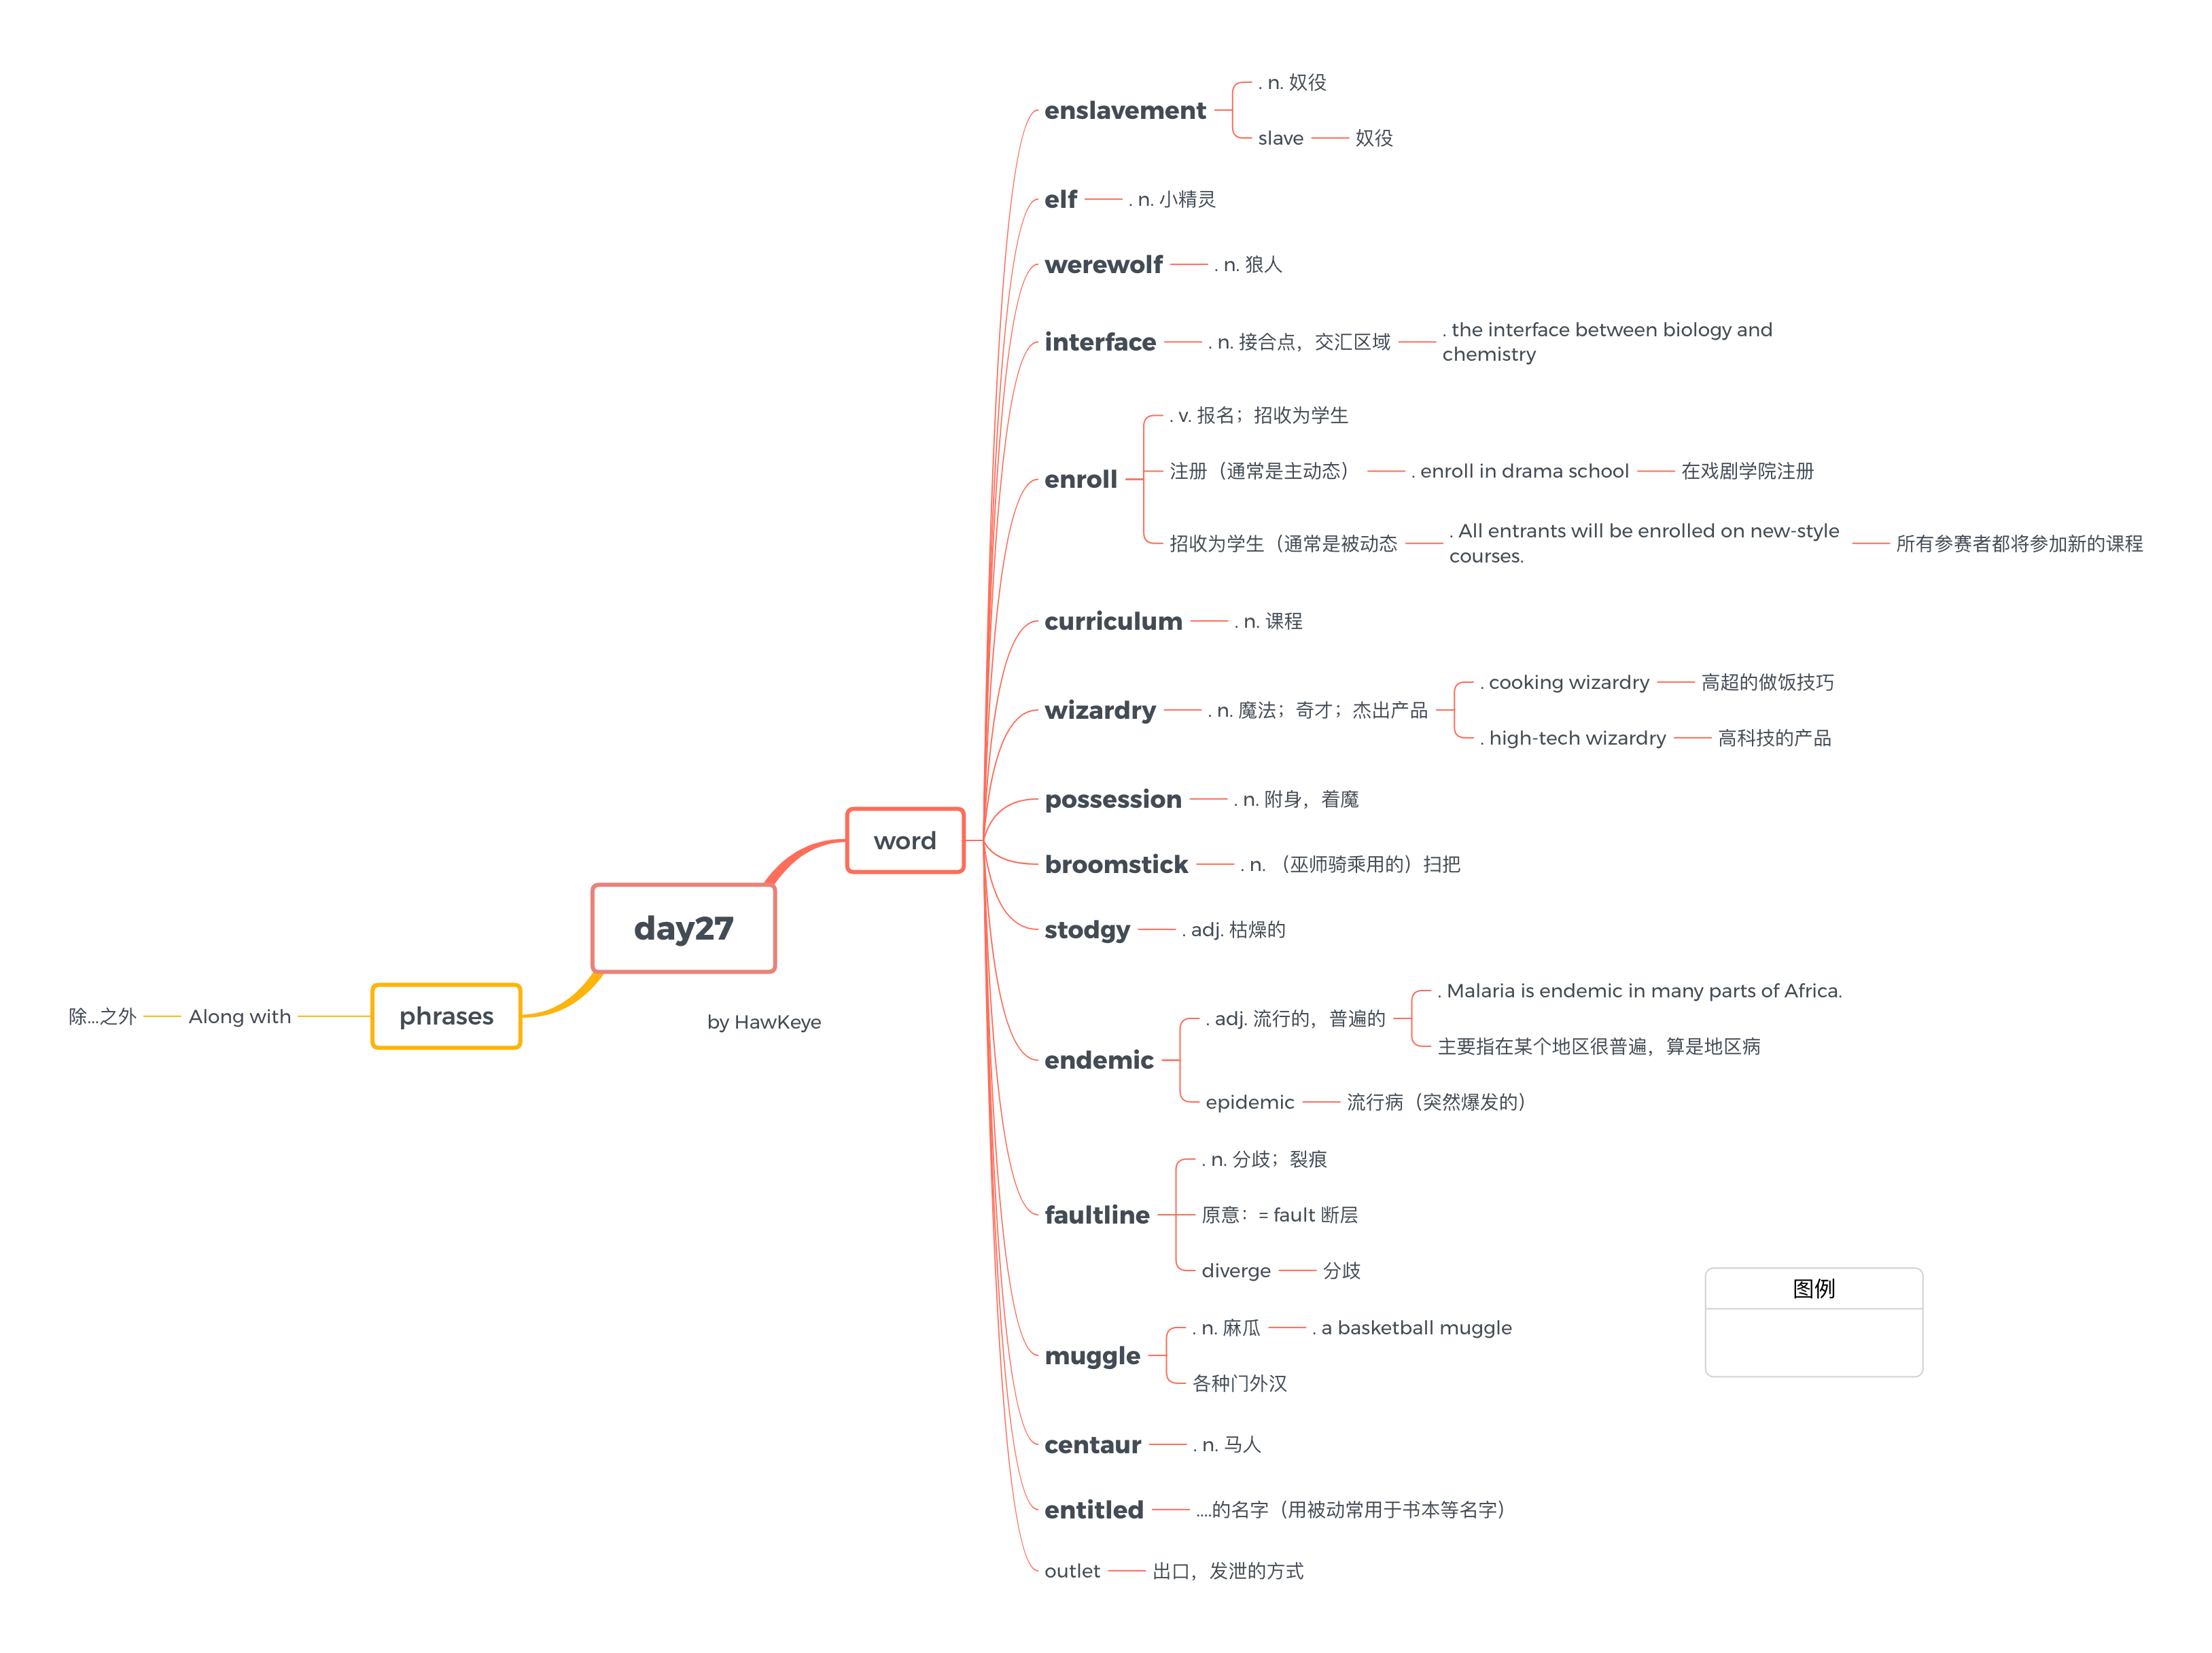 day27
word
enslavement
. n. 奴役
slave
奴役
elf
. n. 小精灵
werewolf
. n. 狼人
interface
. n. 接合点，交汇区域
. the interface between biology and
chemistry
enroll
. v. 报名；招收为学生
注册（通常是主动态）
. enroll in drama school
在戏剧学院注册
招收为学生（通常是被动态
. All entrants will be enrolled on new-style
courses.
所有参赛者都将参加新的课程
curriculum
. n. 课程
wizardry
. n. 魔法；奇才；杰出产品
. cooking wizardry
高超的做饭技巧
. high-tech wizardry
高科技的产品
possession
. n. 附身，着魔
broomstick
. n. （巫师骑乘用的）扫把
stodgy
. adj. 枯燥的
endemic
. adj. 流行的，普遍的
. Malaria is endemic in many parts of Africa.
主要指在某个地区很普遍，算是地区病
epidemic
流行病（突然爆发的）
faultline
. n. 分歧；裂痕
原意：= fault 断层
diverge
分歧
muggle
. n. 麻瓜
. a basketball muggle
各种门外汉
centaur
. n. 马人
entitled
....的名字（用被动常用于书本等名字）
outlet
出口，发泄的方式
phrases
Along with
除...之外
by HawKeye
图例